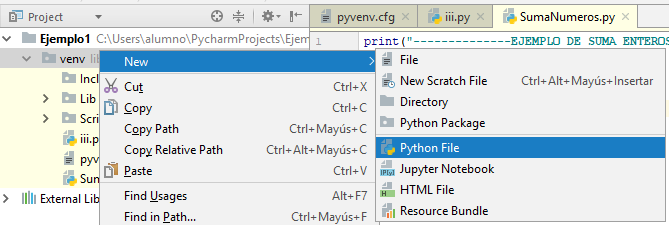 Project
pyvenv.cfg
iii.py
SumaNumeros.py
Ejemplo1 C:\Users\alumno\PycharmProjects\Ejem
1
print("--------------EJEMPLO DE SUMA ENTEROS
venv
Incl
Lib
Scri
iii.p
pyv
Sum
External Lib
New
Cut Ctrl+X
Copy Ctrl+C
Copy Path Ctrl+Mayús+C
Copy Relative Path Ctrl+Alt+Mayús+C
Paste Ctrl+V
Find Usages Alt+F7
Find in Path... Ctrl+Mayús+F
File
New Scratch File Ctrl+Alt+Mayús+Insertar
Directory
Python Package
Python File
Jupyter Notebook
HTML File
Resource Bundle